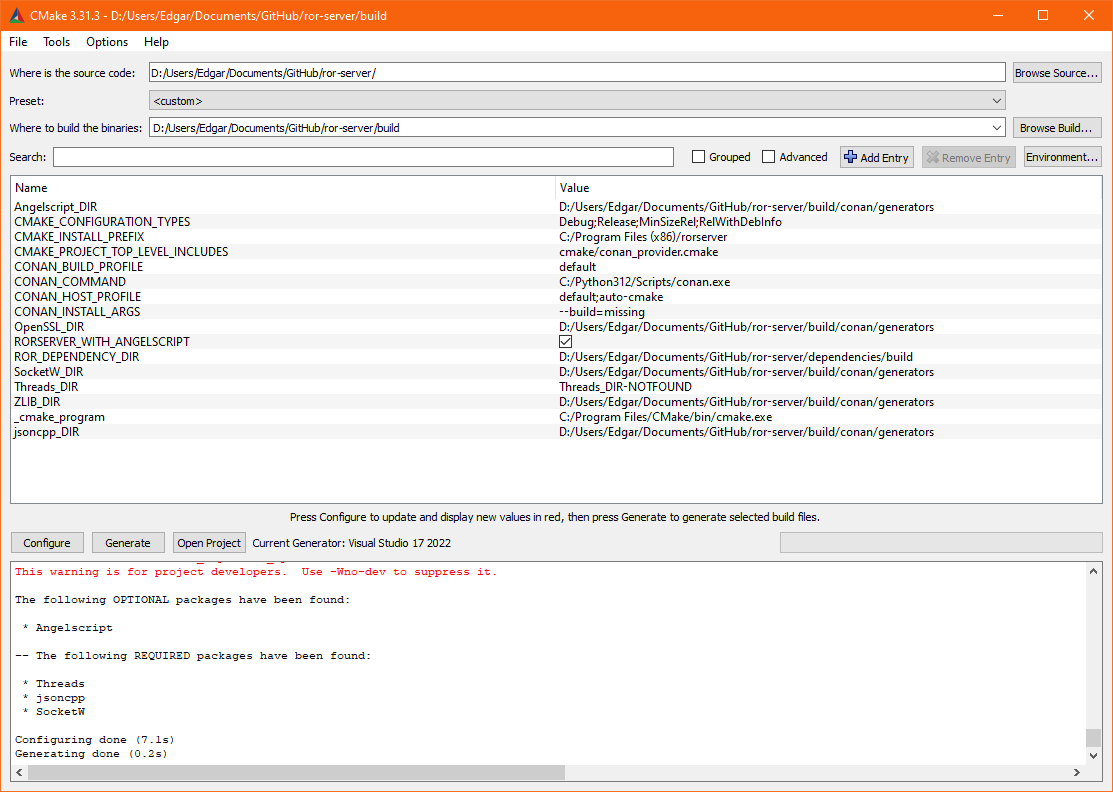 CMake 3.31.3 - D:/Users/Edgar/Documents/GitHub/ror-server/build
File Tools Options Help
Where is the source code: D:/Users/Edgar/Documents/GitHub/ror-server/ Browse Source...
Preset: <custom>
Where to build the binaries: D:/Users/Edgar/Documents/GitHub/ror-server/build Browse Build...
Search: Grouped Advanced Add Entry Remove Entry Environment...
Name Value
Angelscript_DIR D:/Users/Edgar/Documents/GitHub/ror-server/build/conan/generators
CMAKE_CONFIGURATION_TYPES Debug;Release;MinSizeRel;RelWithDebInfo
CMAKE_INSTALL_PREFIX C:/Program Files (x86)/rorserver
CMAKE_PROJECT_TOP_LEVEL_INCLUDES cmake/conan_provider.cmake
CONAN_BUILD_PROFILE default
CONAN_COMMAND C:/Python312/Scripts/conan.exe
CONAN_HOST_PROFILE default;auto-cmake
CONAN_INSTALL_ARGS --build=missing
OpenSSL_DIR D:/Users/Edgar/Documents/GitHub/ror-server/build/conan/generators
RORSERVER_WITH_ANGELSCRIPT
ROR_DEPENDENCY_DIR D:/Users/Edgar/Documents/GitHub/ror-server/dependencies/build
SocketW_DIR D:/Users/Edgar/Documents/GitHub/ror-server/build/conan/generators
Threads_DIR Threads_DIR-NOTFOUND
ZLIB_DIR D:/Users/Edgar/Documents/GitHub/ror-server/build/conan/generators
_cmake_program C:/Program Files/CMake/bin/cmake.exe
jsoncpp_DIR D:/Users/Edgar/Documents/GitHub/ror-server/build/conan/generators
Press Configure to update and display new values in red, then press Generate to generate selected build files.
Configure Generate Open Project Current Generator: Visual Studio 17 2022
This warning is for project developers.  Use -Wno-dev to suppress it.
The following OPTIONAL packages have been found:
* Angelscript
-- The following REQUIRED packages have been found:
* Threads
* jsoncpp
* SocketW
Configuring done (7.1s)
Generating done (0.2s)